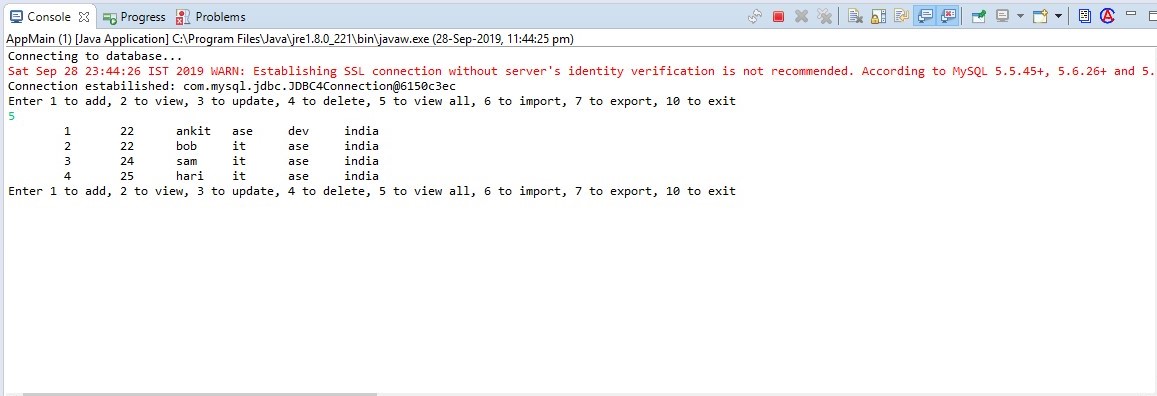 Console Progress Problems
AppMain (1) [Java Application] C:\Program Files\Java\jre1.8.0_221\bin\javaw.exe (28-Sep-2019, 11:44:25 pm)
Connecting to database...
Sat Sep 28 23:44:26 IST 2019 WARN: Establishing SSL connection without server's identity verification is not recommended. According to MySQL 5.5.45+, 5.6.26+ and 5.
Connection estabilished: com.mysql.jdbc.JDBC4Connection@6150c3ec
Enter 1 to add, 2 to view, 3 to update, 4 to delete, 5 to view all, 6 to import, 7 to export, 10 to exit
5
1 22 ankit ase dev india
2 22 bob it ase india
3 24 sam it ase india
4 25 hari it ase india
Enter 1 to add, 2 to view, 3 to update, 4 to delete, 5 to view all, 6 to import, 7 to export, 10 to exit